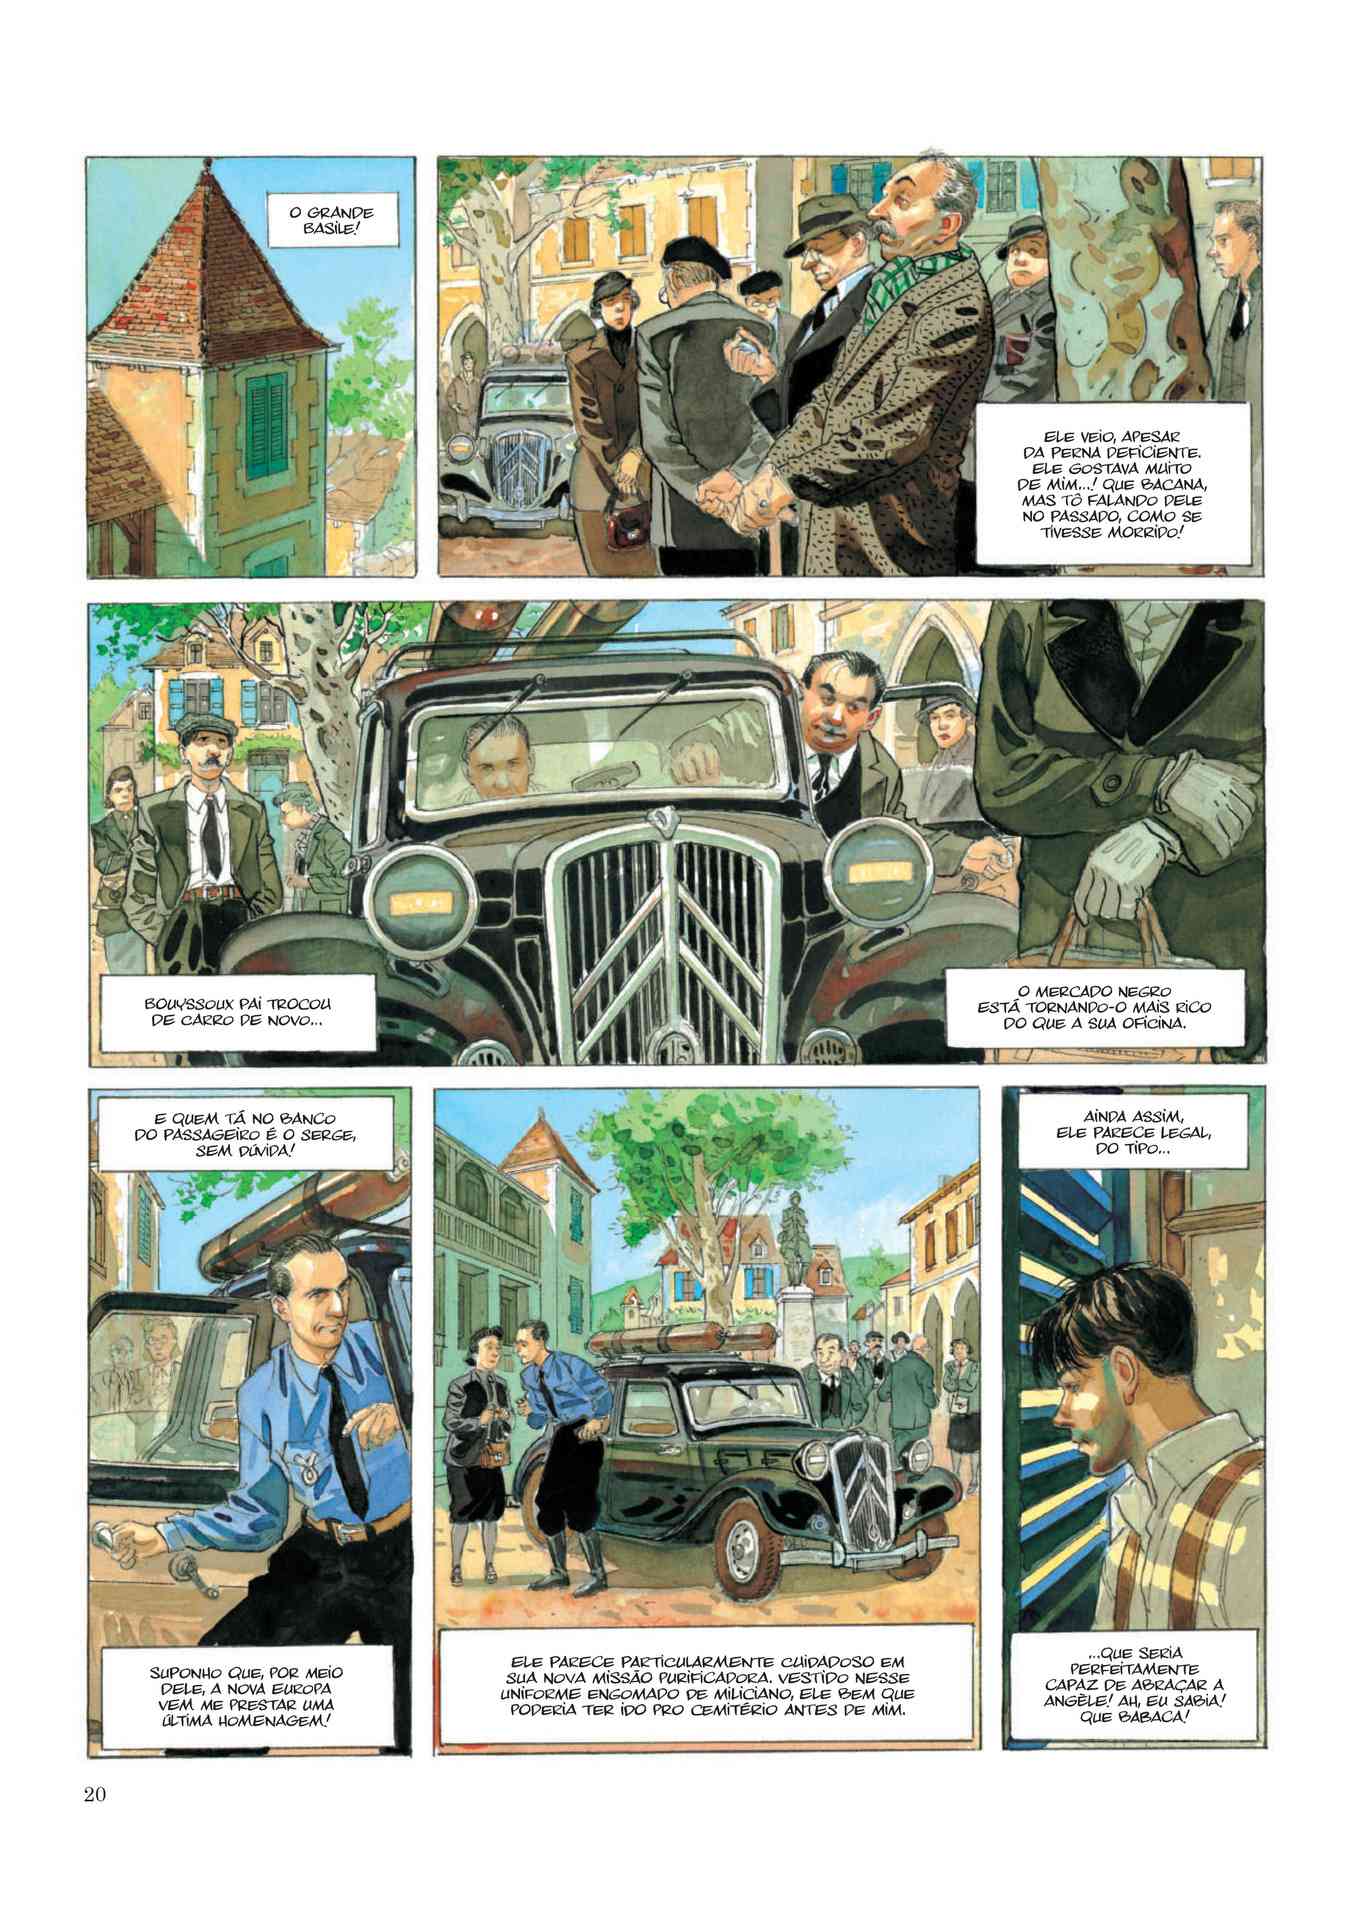 O GRANDE
BASILE!
ELE VEIO, APESAR
DA PERNA DEFICIENTE.
ELE GOSTAVA MUITO
DE MIM...! QUE BACANA,
MAS TÔ FALANDO DELE
NO PASSADO, COMO SE
TIVESSE MORRIDO!
BOUYSSOUX PAI TROCOU
DE CARRO DE NOVO...
O MERCADO NEGRO
ESTÁ TORNANDO-O MAIS RICO
DO QUE A SUA OFICINA.
E QUEM TÁ NO BANCO
DO PASSAGEIRO É O SERGE,
SEM DÚVIDA!
SUPONHO QUE, POR MEIO
DELE, A NOVA EUROPA
VEM ME PRESTAR UMA
ÚLTIMA HOMENAGEM!
ELE PARECE PARTICULARMENTE CUIDADOSO EM
SUA NOVA MISSÃO PURIFICADORA. VESTIDO NESSE
UNIFORME ENGOMADO DE MILICIANO, ELE BEM QUE
PODERIA TER IDO PRO CEMITÉRIO ANTES DE MIM.
AINDA ASSIM,
ELE PARECE LEGAL,
DO TIPO...
...QUE SERIA
PERFEITAMENTE
CAPAZ DE ABRAÇAR A
ANGÈLE! AH, EU SABIA!
QUE BABACA!
20